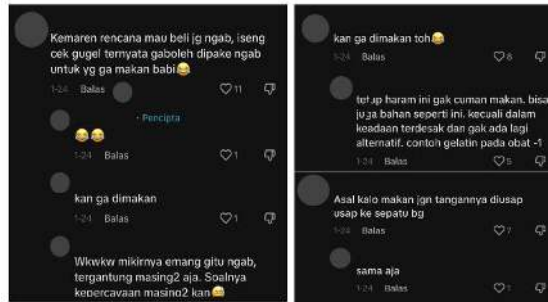 Kemaren rencana mau beli jg ngab, iseng
cek gugel ternyata gaboleh dipake ngab
untuk yg ga makan babi😂
1-24 Balas 11
· Pencipta
😂😂
1-24 Balas 1
kan ga dimakan
1-24 Balas 1
Wkwkw mikirnya emang gitu ngab,
tergantung masing2 aja. Soalnya
kepercayaan masing2 kan😁
kan ga dimakan toh😂
1-24 Balas 8
tetap haram ini gak cuman makan. bisa
juga bahan seperti ini. kecuali dalam
keadaan terdesak dan gak ada lagi
alternatif. contoh gelatin pada obat -1
1-24 Balas 5
Asal kalo makan jgn tangannya diusap
usap ke sepatu bg
1-24 Balas 7
sama aja
1-24 Balas 1